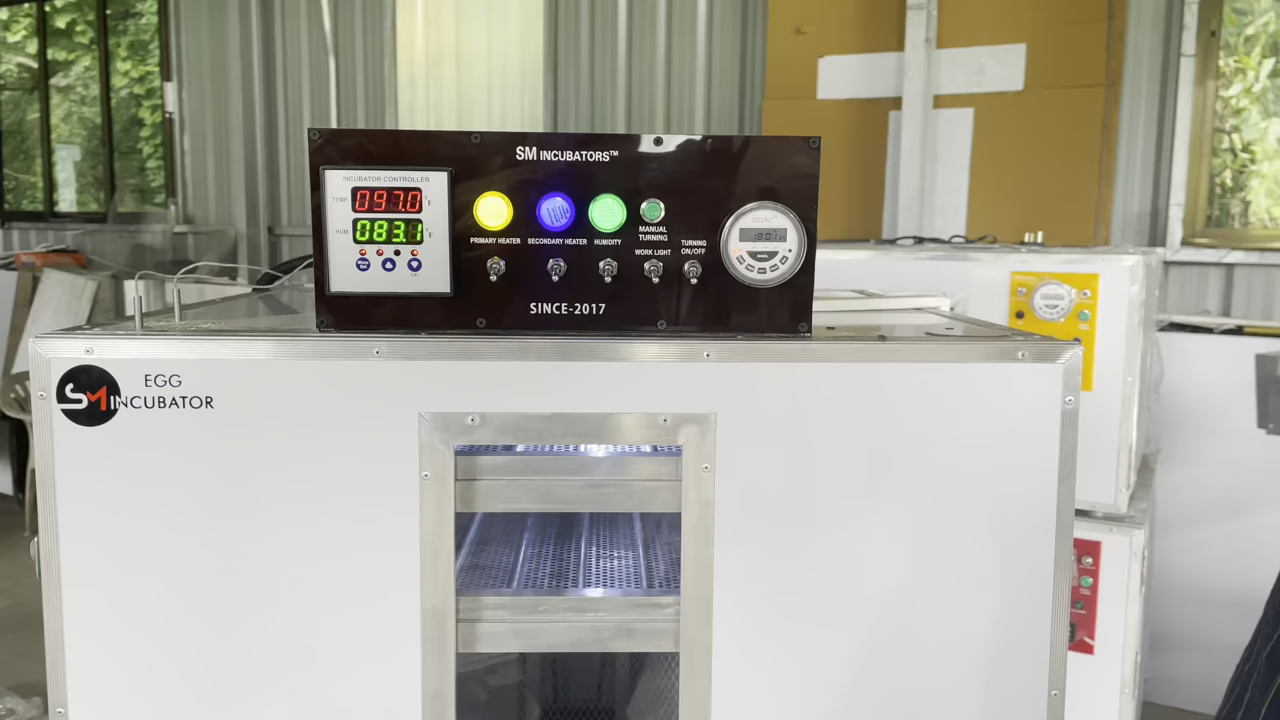 SM INCUBATORS™
INCUBATOR CONTROLLER
TEMP
097.0
°F
HUM
083.1
CAL
PRIMARY HEATER
SECONDARY HEATER
HUMIDITY
MANUAL
TURNING
WORK LIGHT
TURNING
ON/OFF
SINCE-2017
SM
EGG
INCUBATOR